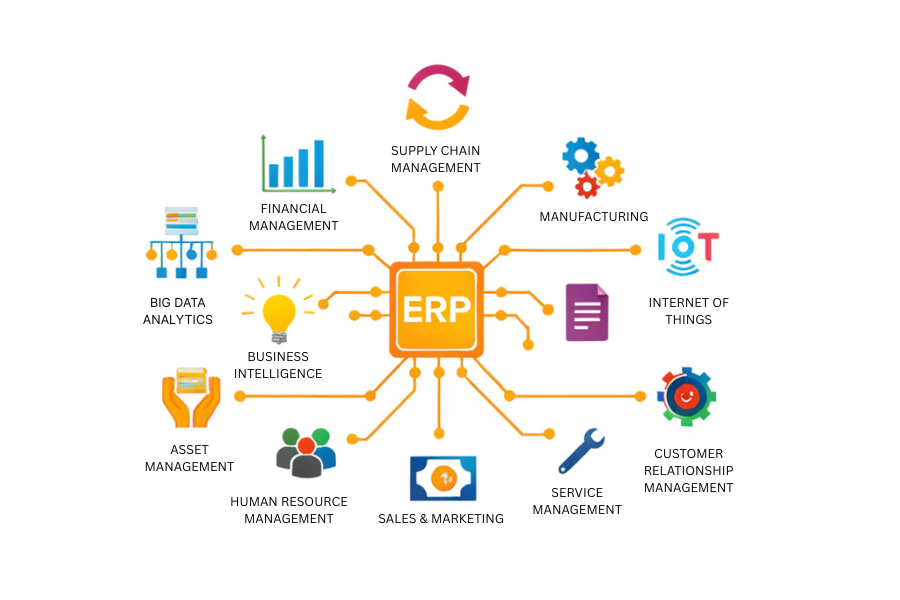 SUPPLY CHAIN
MANAGEMENT
FINANCIAL
MANAGEMENT
MANUFACTURING
IoT
BIG DATA
ANALYTICS
INTERNET OF
THINGS
ERP
BUSINESS
INTELLIGENCE
ASSET
MANAGEMENT
CUSTOMER
RELATIONSHIP
MANAGEMENT
HUMAN RESOURCE
MANAGEMENT
SALES & MARKETING
SERVICE
MANAGEMENT